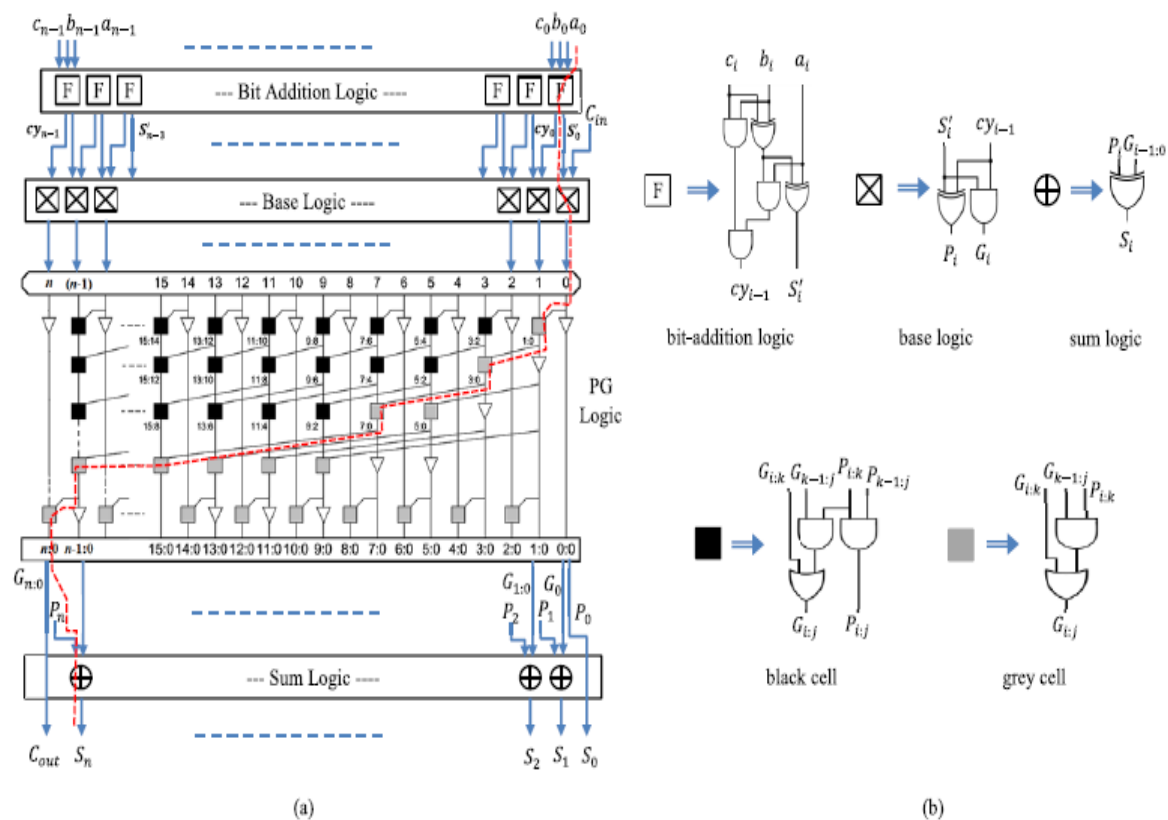 c_{n-1} b_{n-1} a_{n-1} c_0 b_0 a_0
F F F --- Bit Addition Logic ---- F F F
cy_{n-1} S'_{n-3} cy_0 S'_0 C_{in}
--- Base Logic ----
n (n-1) 15 14 13 12 11 10 9 8 7 6 5 4 3 2 1 0
15:14 13:12 11:10 9:8 7:6 5:4 3:2 1:0
15:12 13:10 11:8 9:6 7:4 5:2 3:0
15:8 13:6 11:4 9:2 7:0 5:0
PG
Logic
n:0 n-1:0 15:0 14:0 13:0 12:0 11:0 10:0 9:0 8:0 7:0 6:0 5:0 4:0 3:0 2:0 1:0 0:0
G_{n:0} G_{1:0} G_0
P_n P_2 P_1 P_0
--- Sum Logic ----
C_{out} S_n S_2 S_1 S_0
(a)
c_i b_i a_i
F
cy_{i-1} S'_i
bit-addition logic
S'_i cy_{i-1}
P_i G_i
base logic
P_i G_{i-1:0}
S_i
sum logic
G_{i:k} G_{k-1:j} P_{i:k} P_{k-1:j}
G_{i:j} P_{i:j}
black cell
G_{i:k} G_{k-1:j} P_{i:k}
G_{i:j}
grey cell
(b)